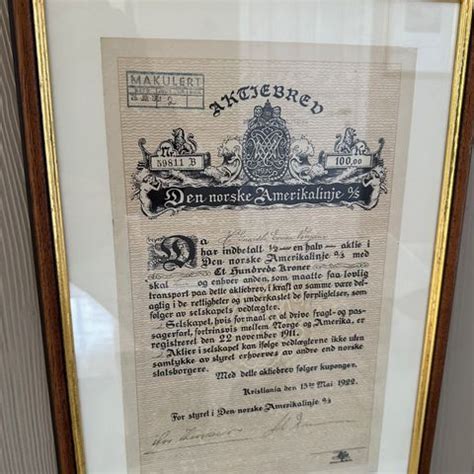 MAKULERT
AKTIEBREV
No
Kr.
59811 B
100,00
Den norske Amerikalinje A/S
Da
har indbetalt 1/2 en halv aktie i
Den norske Amerikalinje A/S med
Et Hundrede Kroner
skal og enhver anden, som maatte faa lovlig
transport paa dette aktiebrev, i kraft av samme være del-
agtig i de rettigheter og underkastet de forpligtelser, som
følger av selskapets vedtægter.
Selskapet, hvis formaal er at drive fragt- og pas-
sagerfart, fortrinsvis mellem Norge og Amerika, er
registreret den 22 november 1911.
Aktier i selskapet kan ifølge vedtægterne ikke uten
samtykke av styret erhverves av andre end norske
statsborgere.
Med dette aktiebrev følger kuponger.
Kristiania den 15de Mai 1922.
For styret i Den norske Amerikalinje A/S